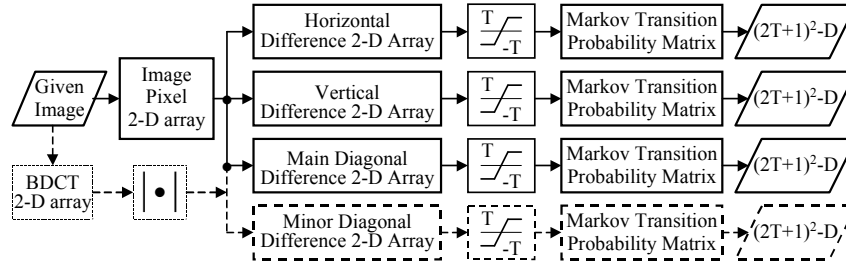 Given
Image
Image
Pixel
2-D array
BDCT
2-D array
|•|
Horizontal
Difference 2-D Array
T
-T
Markov Transition
Probability Matrix
(2T+1)²-D
Vertical
Difference 2-D Array
T
-T
Markov Transition
Probability Matrix
(2T+1)²-D
Main Diagonal
Difference 2-D Array
T
-T
Markov Transition
Probability Matrix
(2T+1)²-D
Minor Diagonal
Difference 2-D Array
T
-T
Markov Transition
Probability Matrix
(2T+1)²-D